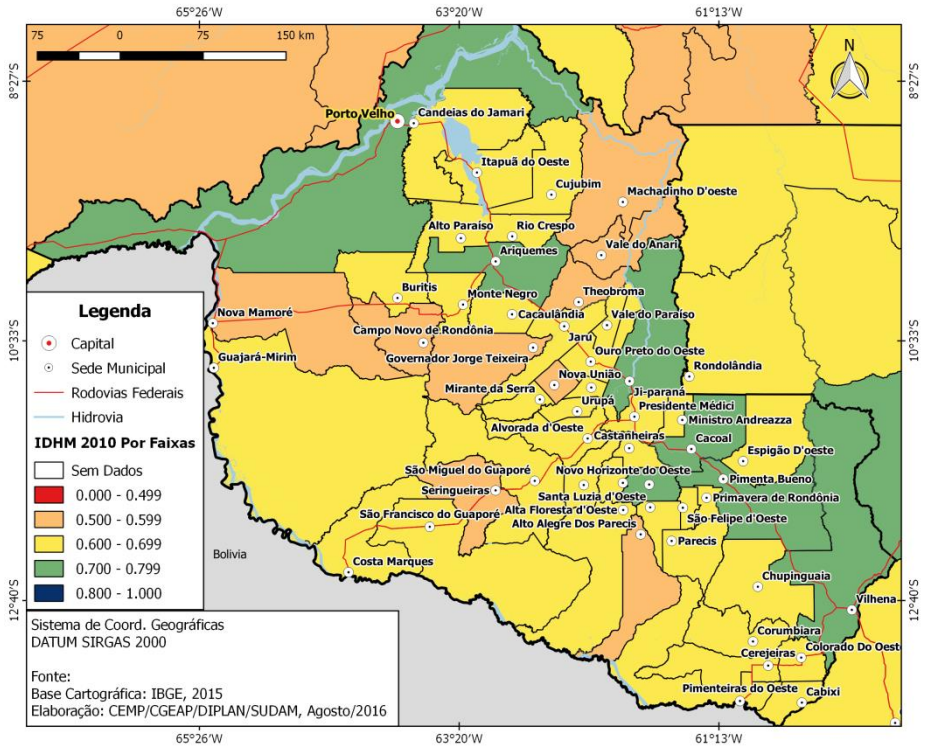 65°26'W 63°20'W 61°13'W
75 0 75 150 km
N
8°27'S
10°33'S
12°40'S
8°27'S
10°33'S
12°40'S
Porto Velho
Candeias do Jamari
Itapuã do Oeste
Cujubim
Machadinho D'oeste
Alto Paraíso
Rio Crespo
Ariquemes
Vale do Anari
Buritis
Monte Negro
Theobroma
Nova Mamoré
Cacaulândia
Vale do Paraíso
Campo Novo de Rondônia
Jaru
Governador Jorge Teixeira
Ouro Preto do Oeste
Guajará-Mirim
Rondolândia
Nova União
Mirante da Serra
Ji-paraná
Urupá
Presidente Médici
Ministro Andreazza
Alvorada d'Oeste
Castanheiras
Cacoal
Espigão D'oeste
São Miguel do Guaporé
Novo Horizonte do Oeste
Pimenta Bueno
Seringueiras
Santa Luzia d'Oeste
Primavera de Rondônia
São Francisco do Guaporé
Alta Floresta d'Oeste
São Felipe d'Oeste
Alto Alegre Dos Parecis
Parecis
Bolivia
Costa Marques
Chupinguaia
Vilhena
Corumbiara
Colorado Do Oeste
Cerejeiras
Pimenteiras do Oeste
Cabixi
Legenda
Capital
Sede Municipal
Rodovias Federais
Hidrovia
IDHM 2010 Por Faixas
Sem Dados
0.000 - 0.499
0.500 - 0.599
0.600 - 0.699
0.700 - 0.799
0.800 - 1.000
Sistema de Coord. Geográficas
DATUM SIRGAS 2000
Fonte:
Base Cartográfica: IBGE, 2015
Elaboração: CEMP/CGEAP/DIPLAN/SUDAM, Agosto/2016
65°26'W 63°20'W 61°13'W